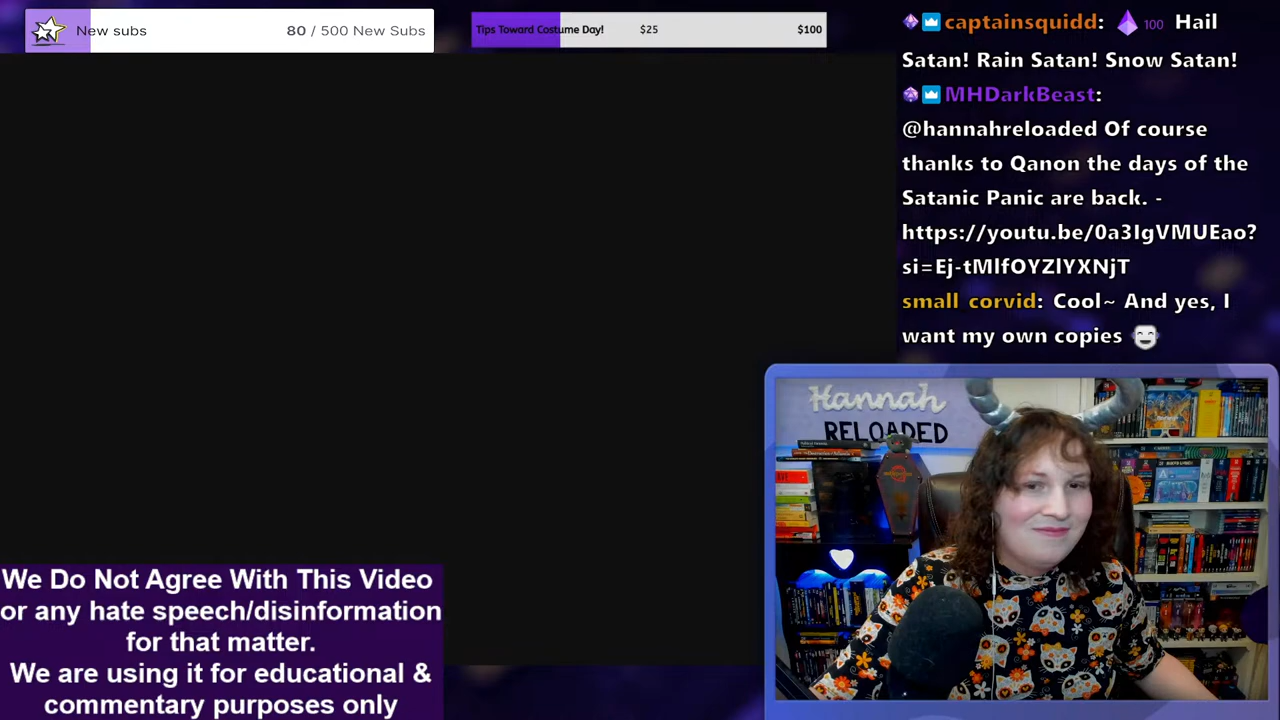 New subs
80 / 500 New Subs
Tips Toward Costume Day!
$25
$100
captainsquidd: 100 Hail
Satan! Rain Satan! Snow Satan!
MHDarkBeast:
@hannahreloaded Of course
thanks to Qanon the days of the
Satanic Panic are back. -
https://youtu.be/0a3IgVMUEao?
si=Ej-tMlfOYZlYXNjT
small_corvid: Cool~ And yes, I
want my own copies
Hannah
RELOADED
We Do Not Agree With This Video
or any hate speech/disinformation
for that matter.
We are using it for educational &
commentary purposes only